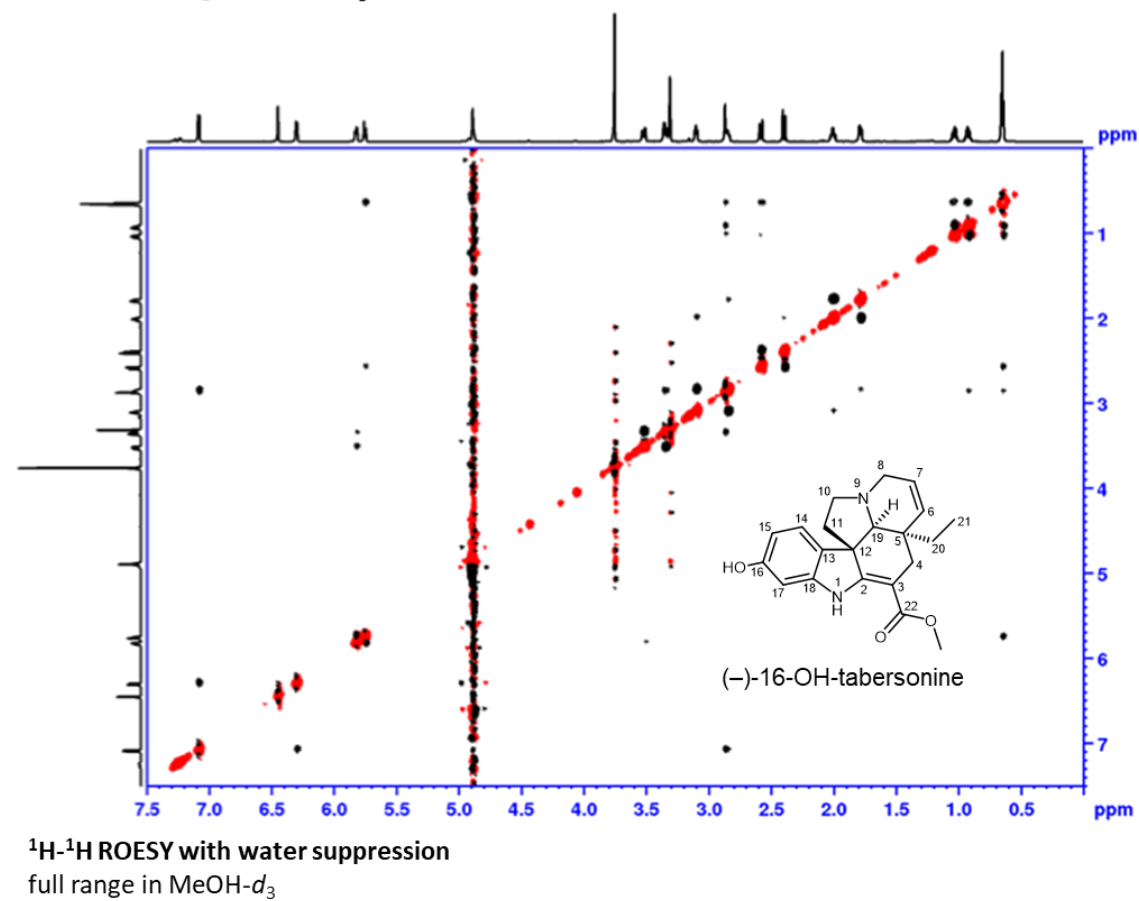 ppm
1
2
3
4
5
6
7
7.5 7.0 6.5 6.0 5.5 5.0 4.5 4.0 3.5 3.0 2.5 2.0 1.5 1.0 0.5 ppm
8
10 N 9 7
H
15 14 11 6 21
19 5 20
12
HO 16 13 4
17 18 1 2 3
N
H
22
O O
(–)-16-OH-tabersonine
¹H-¹H ROESY with water suppression
full range in MeOH-d₃